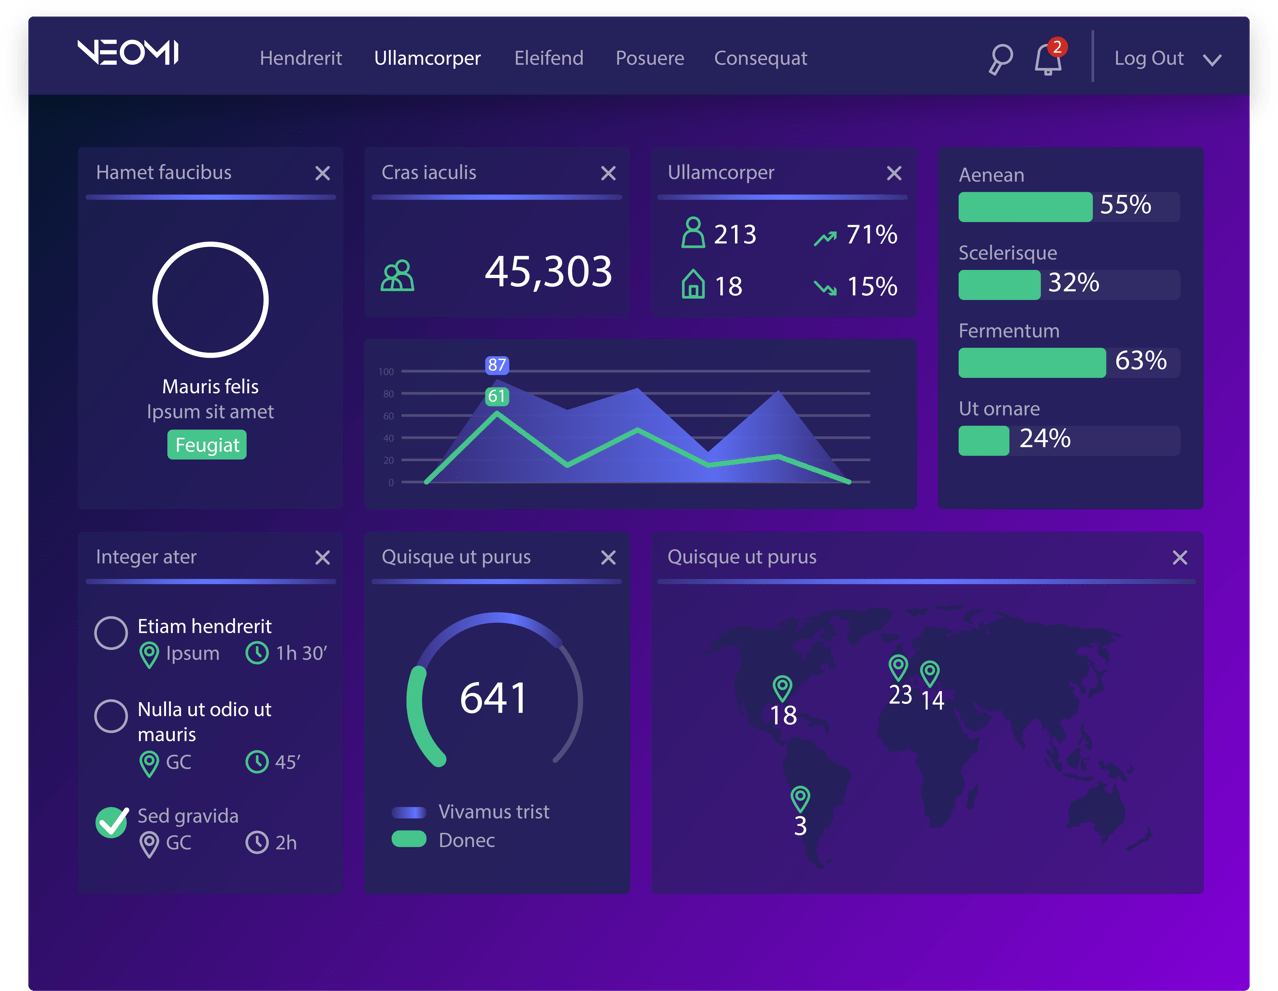 NEOMI
Hendrerit Ullamcorper Eleifend Posuere Consequat
2
Log Out
Hamet faucibus
Mauris felis
Ipsum sit amet
Feugiat
Cras iaculis
45,303
Ullamcorper
213 71%
18 15%
Aenean
55%
Scelerisque
32%
Fermentum
63%
Ut ornare
24%
87
61
100
80
60
40
20
0
Integer ater
Etiam hendrerit
Ipsum 1h 30’
Nulla ut odio ut
mauris
GC 45’
Sed gravida
GC 2h
Quisque ut purus
641
Vivamus trist
Donec
Quisque ut purus
18
23
14
3